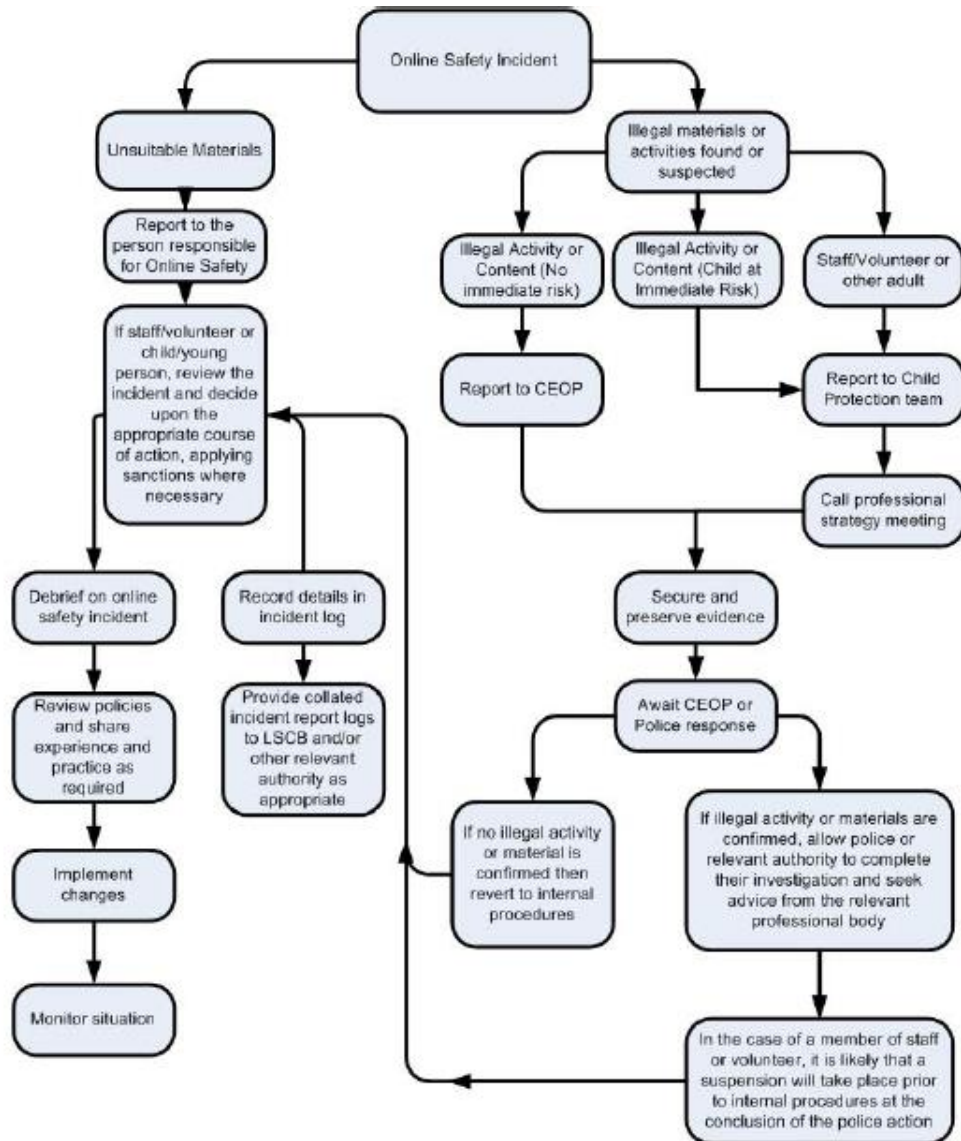 Online Safety Incident
Unsuitable Materials
Report to the
person responsible
for Online Safety
If staff/volunteer or
child/young
person, review the
incident and decide
upon the
appropriate course
of action, applying
sanctions where
necessary
Debrief on online
safety incident
Review policies
and share
experience and
practice as
required
Implement
changes
Monitor situation
Record details in
incident log
Provide collated
incident report logs
to LSCB and/or
other relevant
authority as
appropriate
Illegal materials or
activities found or
suspected
Illegal Activity or
Content (No
immediate risk)
Illegal Activity or
Content (Child at
Immediate Risk)
Staff/Volunteer or
other adult
Report to CEOP
Report to Child
Protection team
Call professional
strategy meeting
Secure and
preserve evidence
Await CEOP or
Police response
If no illegal activity
or material is
confirmed then
revert to internal
procedures
If illegal activity or materials are
confirmed, allow police or
relevant authority to complete
their investigation and seek
advice from the relevant
professional body
In the case of a member of staff
or volunteer, it is likely that a
suspension will take place prior
to internal procedures at the
conclusion of the police action